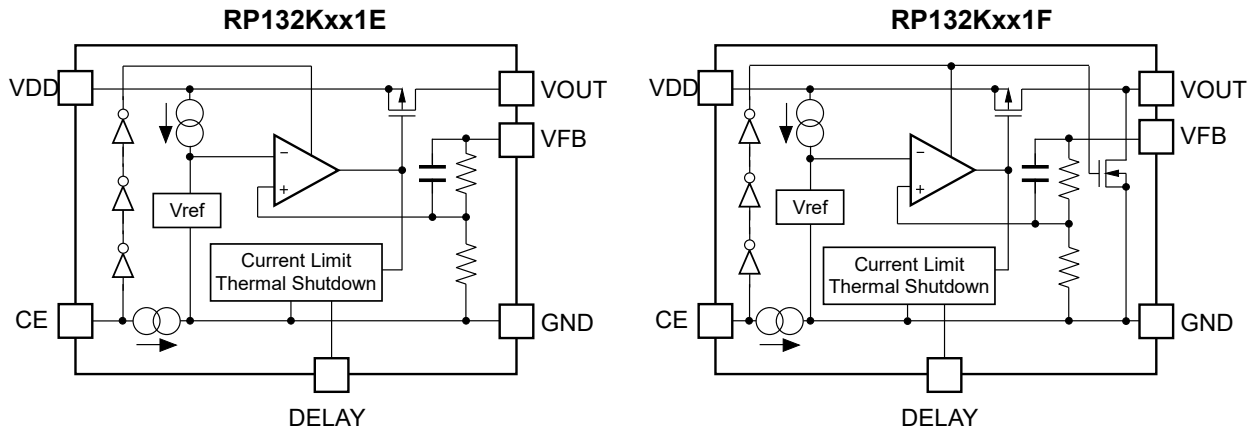 RP132Kxx1E
VDD
VOUT
VFB
−
+
Vref
Current Limit
Thermal Shutdown
CE
GND
DELAY
RP132Kxx1F
VDD
VOUT
VFB
−
+
Vref
Current Limit
Thermal Shutdown
CE
GND
DELAY